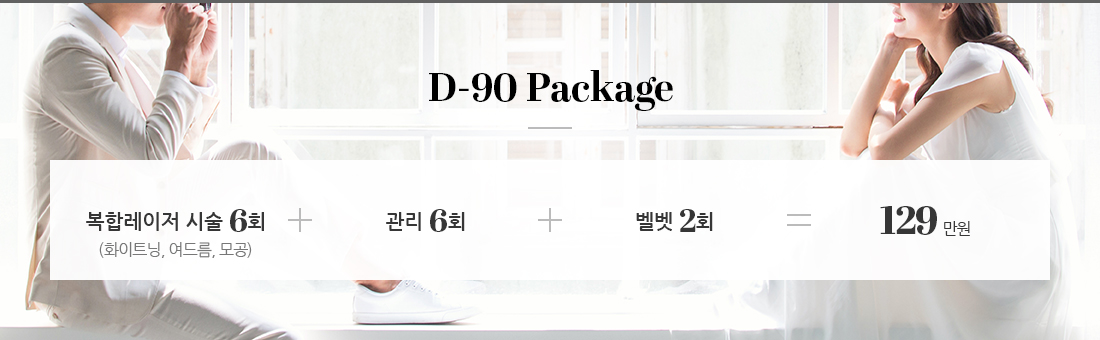 D-90 Package
복합레이저 시술 6회 + 관리 6회 + 벨벳 2회 = 129 만원
(화이트닝, 여드름, 모공)